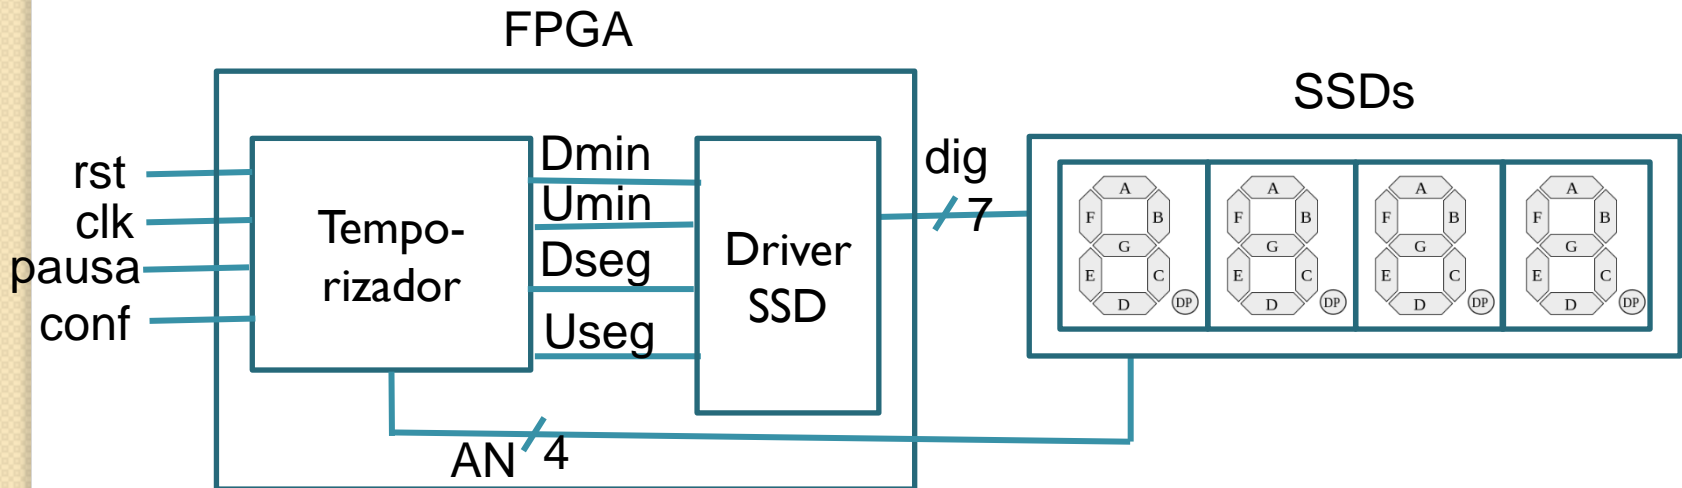 FPGA
SSDs
rst
clk
pausa
conf
Tempo-
rizador
Dmin
Umin
Dseg
Useg
Driver
SSD
dig
7
A
F B
G
E C
D DP
A
F B
G
E C
D DP
A
F B
G
E C
D DP
A
F B
G
E C
D DP
AN 4